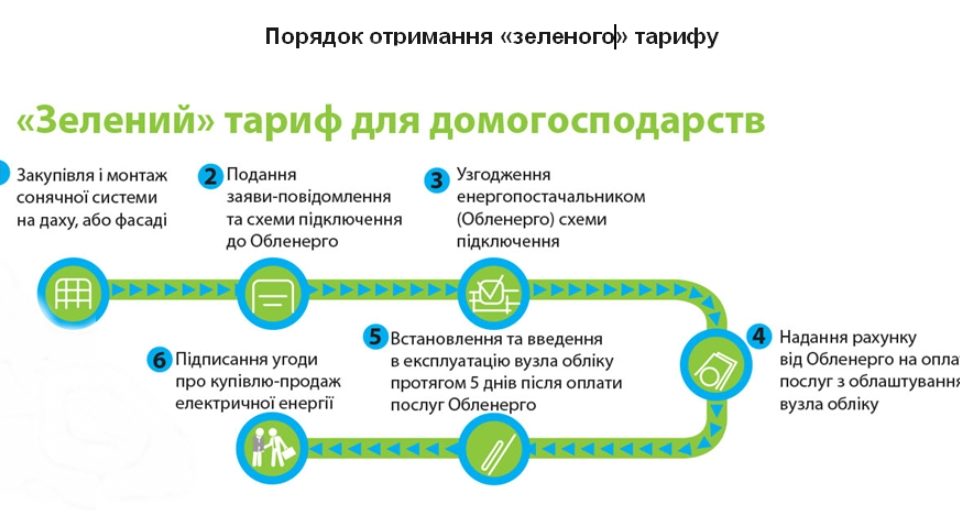 Порядок отримання «зеленого» тарифу
«Зелений» тариф для домогосподарств
Закупівля і монтаж
сонячної системи
на даху, або фасаді
2 Подання
заяви-повідомлення
та схеми підключення
до Обленерго
3 Узгодження
енергопостачальником
(Обленерго) схеми
підключення
4 Надання рахунку
від Обленерго на опла
послуг з облаштування
вузла обліку
5 Встановлення та введення
в експлуатацію вузла обліку
протягом 5 днів після оплати
послуг Обленерго
6 Підписання угоди
про купівлю-продаж
електричної енергії